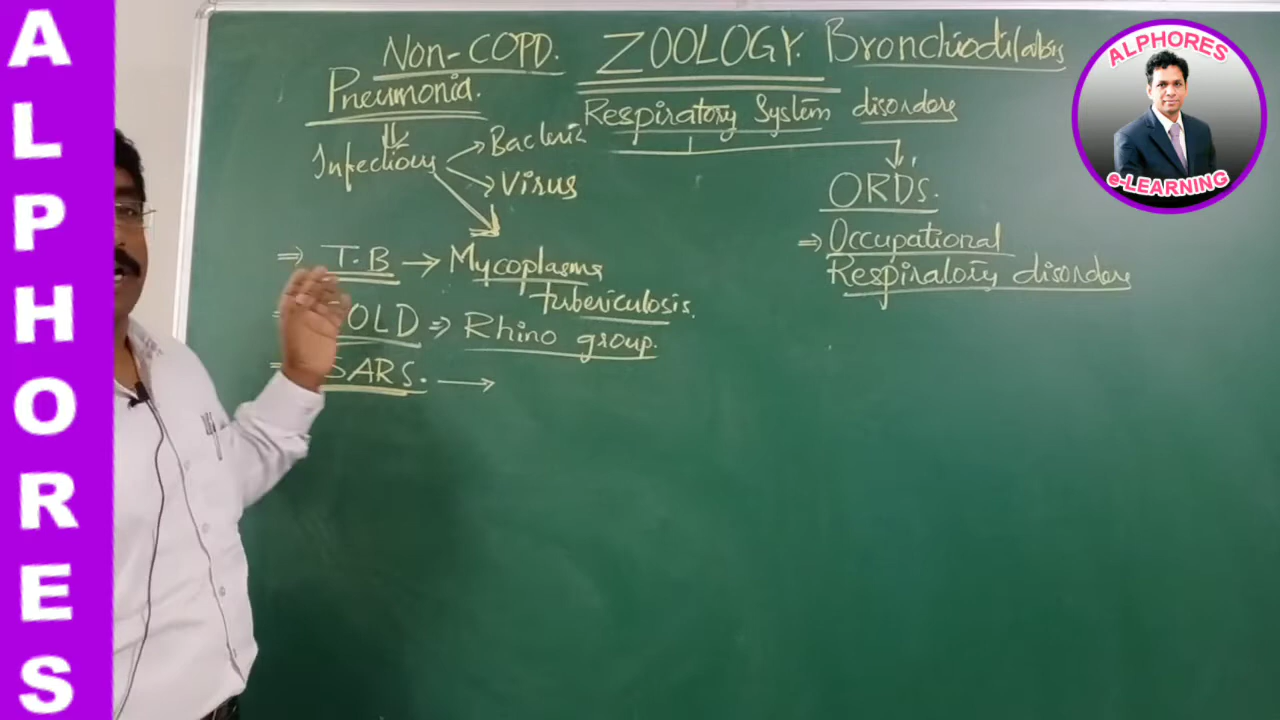 ALPHORES
Non-COPD. ZOOLOGY. Bronchiodilators
Pneumonia.
Respiratory System disorders
Infectious
Bacteria
Virus
⇒ T.B → Mycoplasma
tubericulosis.
OLD ⇒ Rhino group.
SARS. →
ORDs.
⇒ Occupational
Respiratory disorders
ALPHORES
e-LEARNING